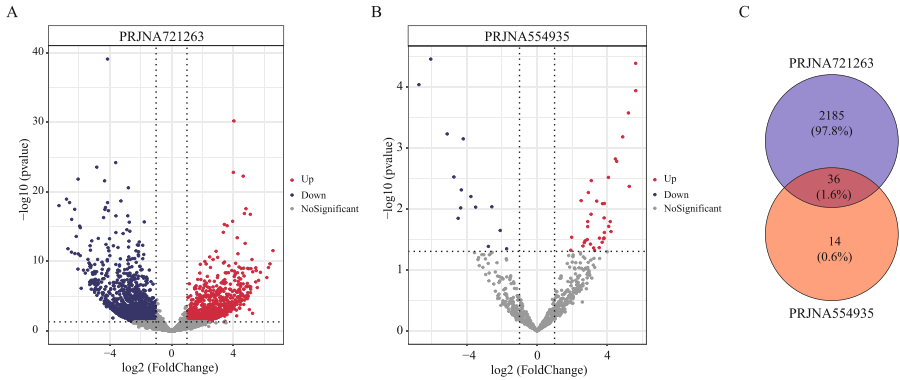 A
PRJNA721263
−log10 (pvalue)
40
30
20
10
0
−4
0
4
log2 (FoldChange)
Up
Down
NoSignificant
B
PRJNA554935
−log10 (pvalue)
4
3
2
1
0
−4
0
4
log2 (FoldChange)
Up
Down
NoSignificant
C
PRJNA721263
2185
(97.8%)
36
(1.6%)
14
(0.6%)
PRJNA554935